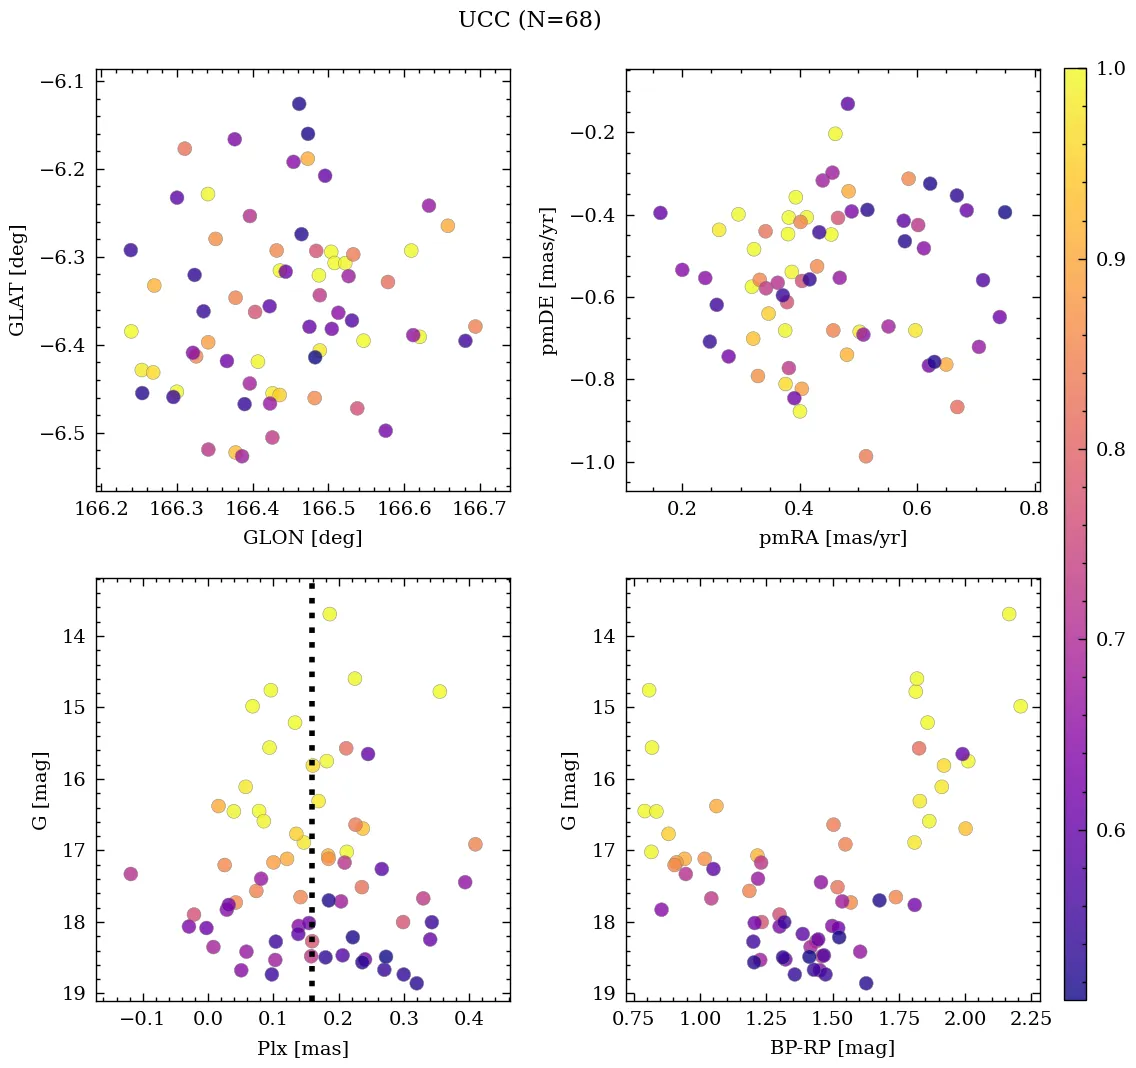 UCC (N=68)
−6.1
−6.2
−6.3
−6.4
−6.5
GLAT [deg]
166.2 166.3 166.4 166.5 166.6 166.7
GLON [deg]
−0.2
−0.4
−0.6
−0.8
−1.0
pmDE [mas/yr]
0.2 0.4 0.6 0.8
pmRA [mas/yr]
1.0
0.9
0.8
0.7
0.6
14
15
16
17
18
19
G [mag]
−0.1 0.0 0.1 0.2 0.3 0.4
Plx [mas]
14
15
16
17
18
19
G [mag]
0.75 1.00 1.25 1.50 1.75 2.00 2.25
BP-RP [mag]